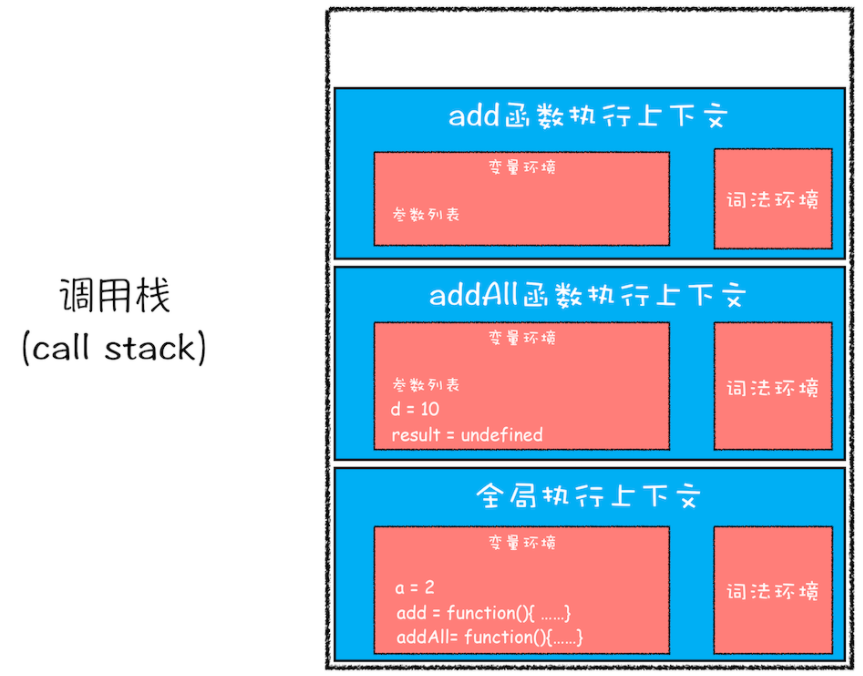 调用栈
(call stack)
add函数执行上下文
变量环境
参数列表
词法环境
addAll函数执行上下文
变量环境
参数列表
d = 10
result = undefined
词法环境
全局执行上下文
变量环境
a = 2
add = function(){ ……}
addAll= function(){……}
词法环境